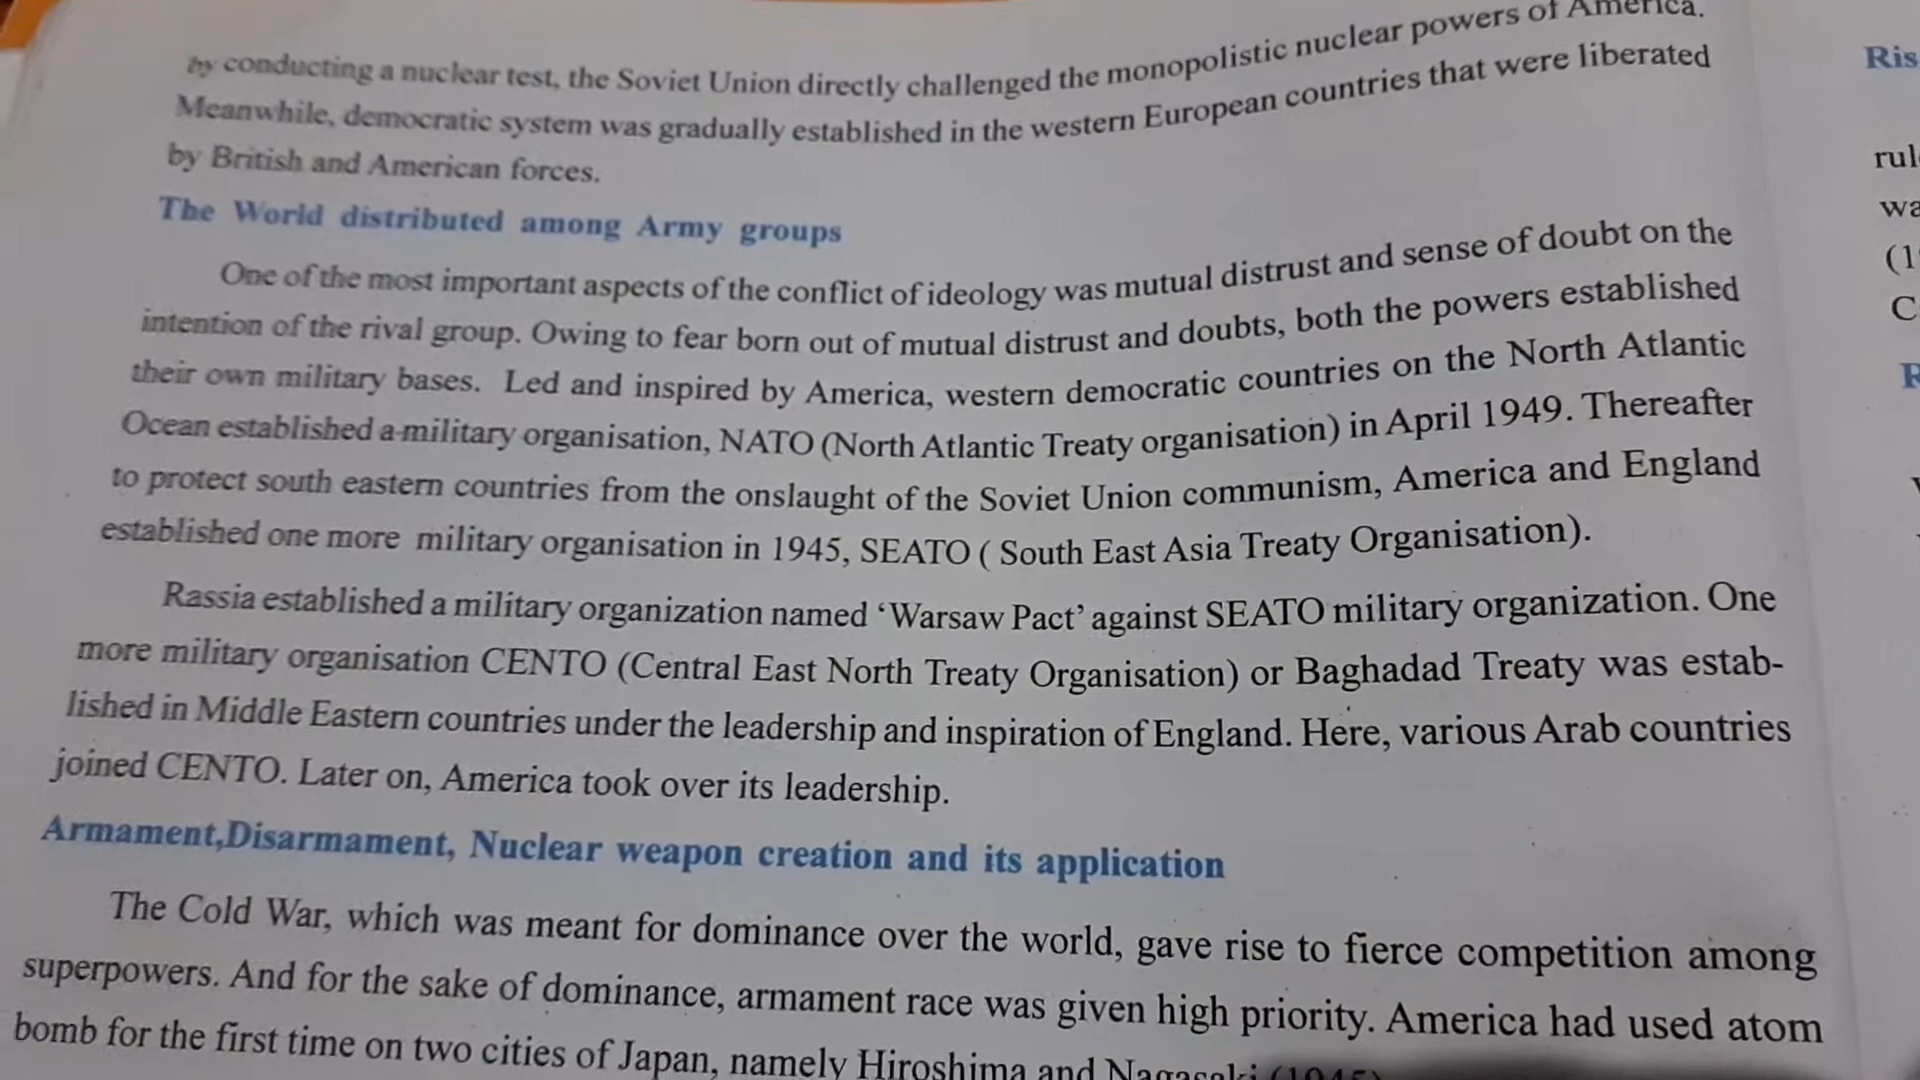 by conducting a nuclear test, the Soviet Union directly challenged the monopolistic nuclear powers of America.
Meanwhile, democratic system was gradually established in the western European countries that were liberated
by British and American forces.
The World distributed among Army groups
One of the most important aspects of the conflict of ideology was mutual distrust and sense of doubt on the
intention of the rival group. Owing to fear born out of mutual distrust and doubts, both the powers established
their own military bases. Led and inspired by America, western democratic countries on the North Atlantic
Ocean established a military organisation, NATO (North Atlantic Treaty organisation) in April 1949. Thereafter
to protect south eastern countries from the onslaught of the Soviet Union communism, America and England
established one more military organisation in 1945, SEATO ( South East Asia Treaty Organisation).
Rassia established a military organization named ‘Warsaw Pact’ against SEATO military organization. One
more military organisation CENTO (Central East North Treaty Organisation) or Baghadad Treaty was estab-
lished in Middle Eastern countries under the leadership and inspiration of England. Here, various Arab countries
joined CENTO. Later on, America took over its leadership.
Armament,Disarmament, Nuclear weapon creation and its application
The Cold War, which was meant for dominance over the world, gave rise to fierce competition among
superpowers. And for the sake of dominance, armament race was given high priority. America had used atom
bomb for the first time on two cities of Japan, namely Hiroshima and Nagasaki (1945)
Ris
rul
wa
(1
C
R